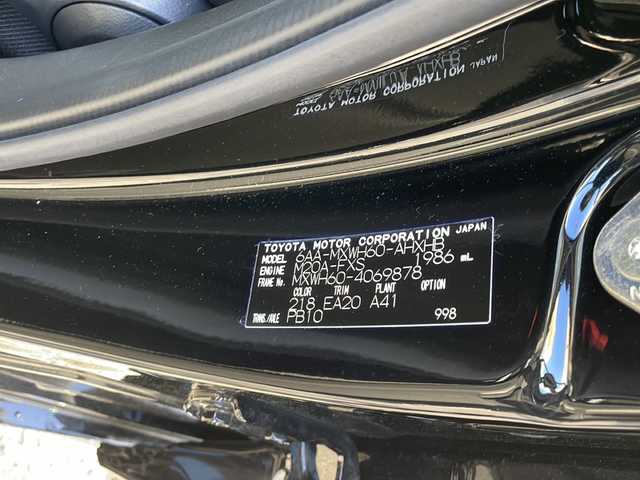 TOYOTA MOTOR CORPORATION JAPAN
MODEL 6AA-MXWH60-AHXHB
ENGINE M20A-FXS 1986 mL
FRAME No. MXWH60-4069878
COLOR TRIM PLANT OPTION
218 EA20 A41
TRANS./AXLE PB10 998